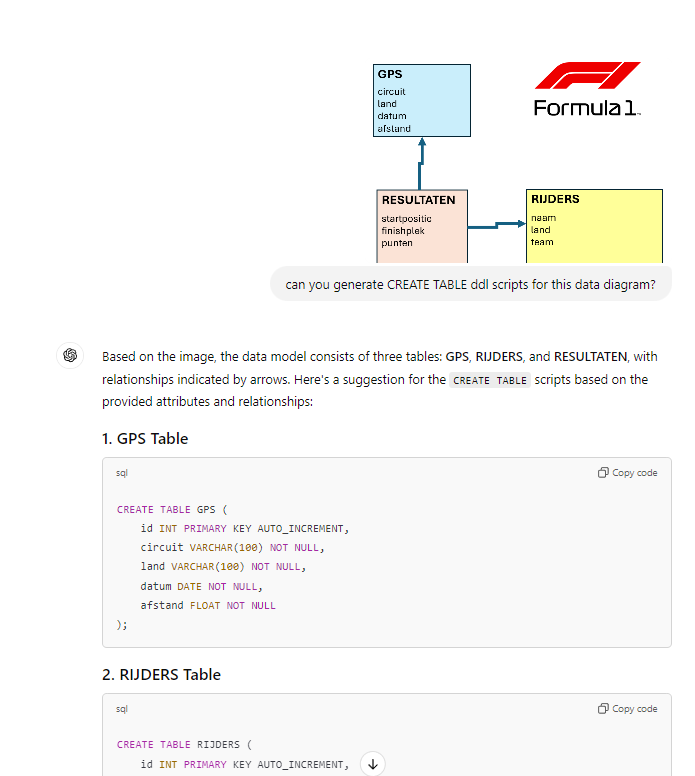 GPS
circuit
land
datum
afstand
Formula 1
RESULTATEN
startpositie
finishplek
punten
RIJDERS
naam
land
team
can you generate CREATE TABLE ddl scripts for this data diagram?
Based on the image, the data model consists of three tables: GPS, RIJDERS, and RESULTATEN, with
relationships indicated by arrows. Here's a suggestion for the CREATE TABLE scripts based on the
provided attributes and relationships:
1. GPS Table
sql
Copy code
CREATE TABLE GPS (
id INT PRIMARY KEY AUTO_INCREMENT,
circuit VARCHAR(100) NOT NULL,
land VARCHAR(100) NOT NULL,
datum DATE NOT NULL,
afstand FLOAT NOT NULL
);
2. RIJDERS Table
sql
Copy code
CREATE TABLE RIJDERS (
id INT PRIMARY KEY AUTO_INCREMENT,